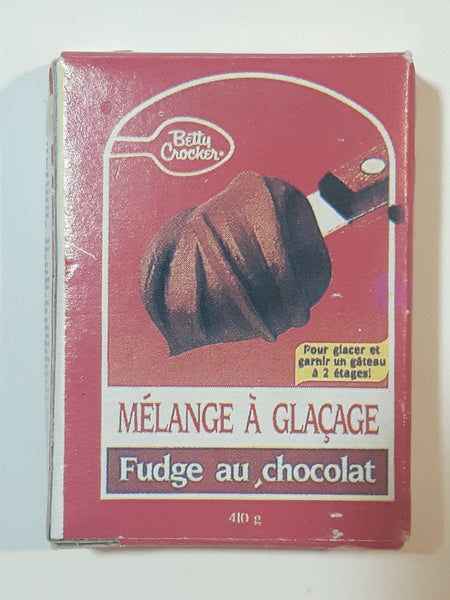 Betty
Crocker®
Pour glacer et
garnir un gâteau
à 2 étages!
MÉLANGE À GLAÇAGE
Fudge au chocolat
410 g